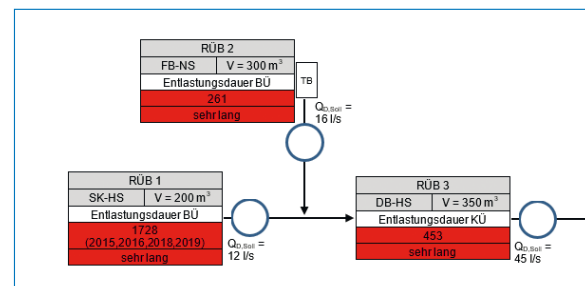 RÜB 2
FB-NS V = 300 m³
Entlastungsdauer BÜ
261
sehr lang
TB
Q_D,Soll =
16 l/s
RÜB 1
SK-HS V = 200 m³
Entlastungsdauer BÜ
1728
(2015,2016,2018,2019)
sehr lang
Q_D,Soll =
12 l/s
RÜB 3
DB-HS V = 350 m³
Entlastungsdauer KÜ
453
sehr lang
Q_D,Soll =
45 l/s